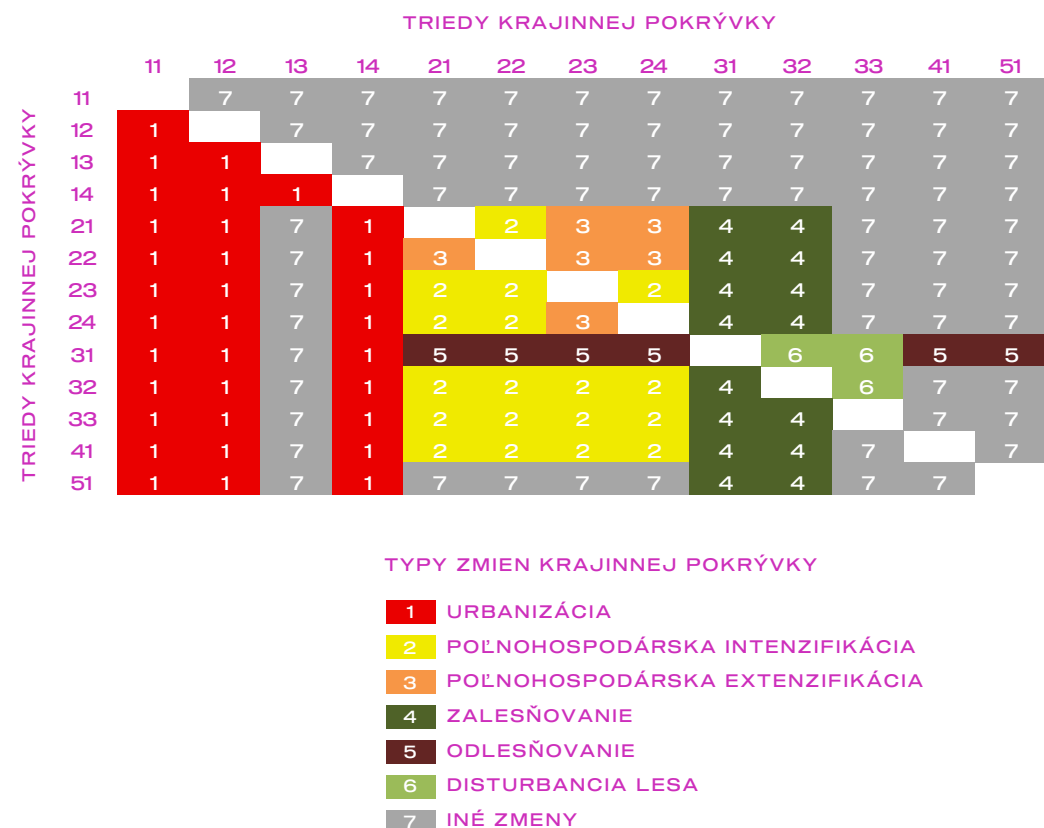 TRIEDY KRAJINNEJ POKRÝVKY
11 12 13 14 21 22 23 24 31 32 33 41 51
TRIEDY KRAJINNEJ POKRÝVKY
11 7 7 7 7 7 7 7 7 7 7 7 7
12 1 7 7 7 7 7 7 7 7 7 7 7
13 1 1 7 7 7 7 7 7 7 7 7 7
14 1 1 1 7 7 7 7 7 7 7 7 7
21 1 1 7 1 2 3 3 4 4 7 7 7
22 1 1 7 1 3 3 3 4 4 7 7 7
23 1 1 7 1 2 2 2 4 4 7 7 7
24 1 1 7 1 2 2 3 4 4 7 7 7
31 1 1 7 1 5 5 5 5 6 6 5 5
32 1 1 7 1 2 2 2 2 4 6 7 7
33 1 1 7 1 2 2 2 2 4 4 7 7
41 1 1 7 1 2 2 2 2 4 4 7 7
51 1 1 7 1 7 7 7 7 4 4 7 7
TYPY ZMIEN KRAJINNEJ POKRÝVKY
1 URBANIZÁCIA
2 POĽNOHOSPODÁRSKA INTENZIFIKÁCIA
3 POĽNOHOSPODÁRSKA EXTENZIFIKÁCIA
4 ZALESŇOVANIE
5 ODLESŇOVANIE
6 DISTURBANCIA LESA
7 INÉ ZMENY